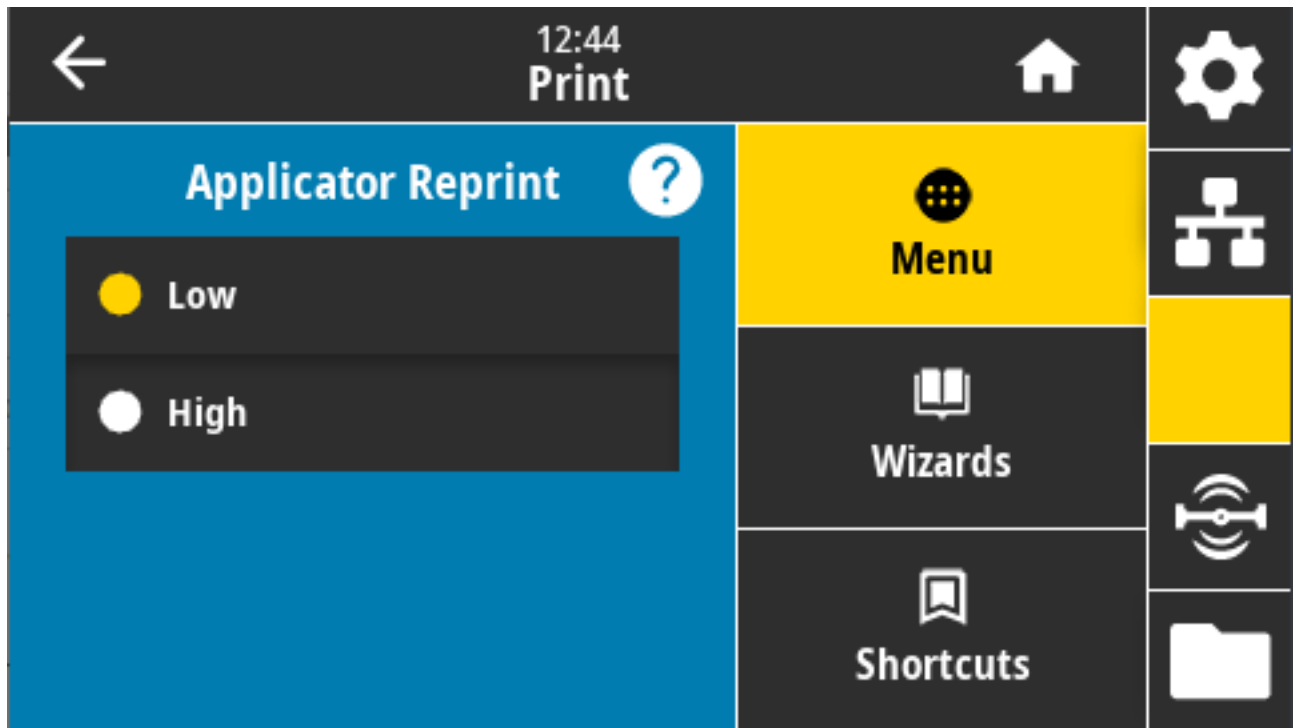 12:44
Print
Applicator Reprint
?
Low
High
Menu
Wizards
Shortcuts